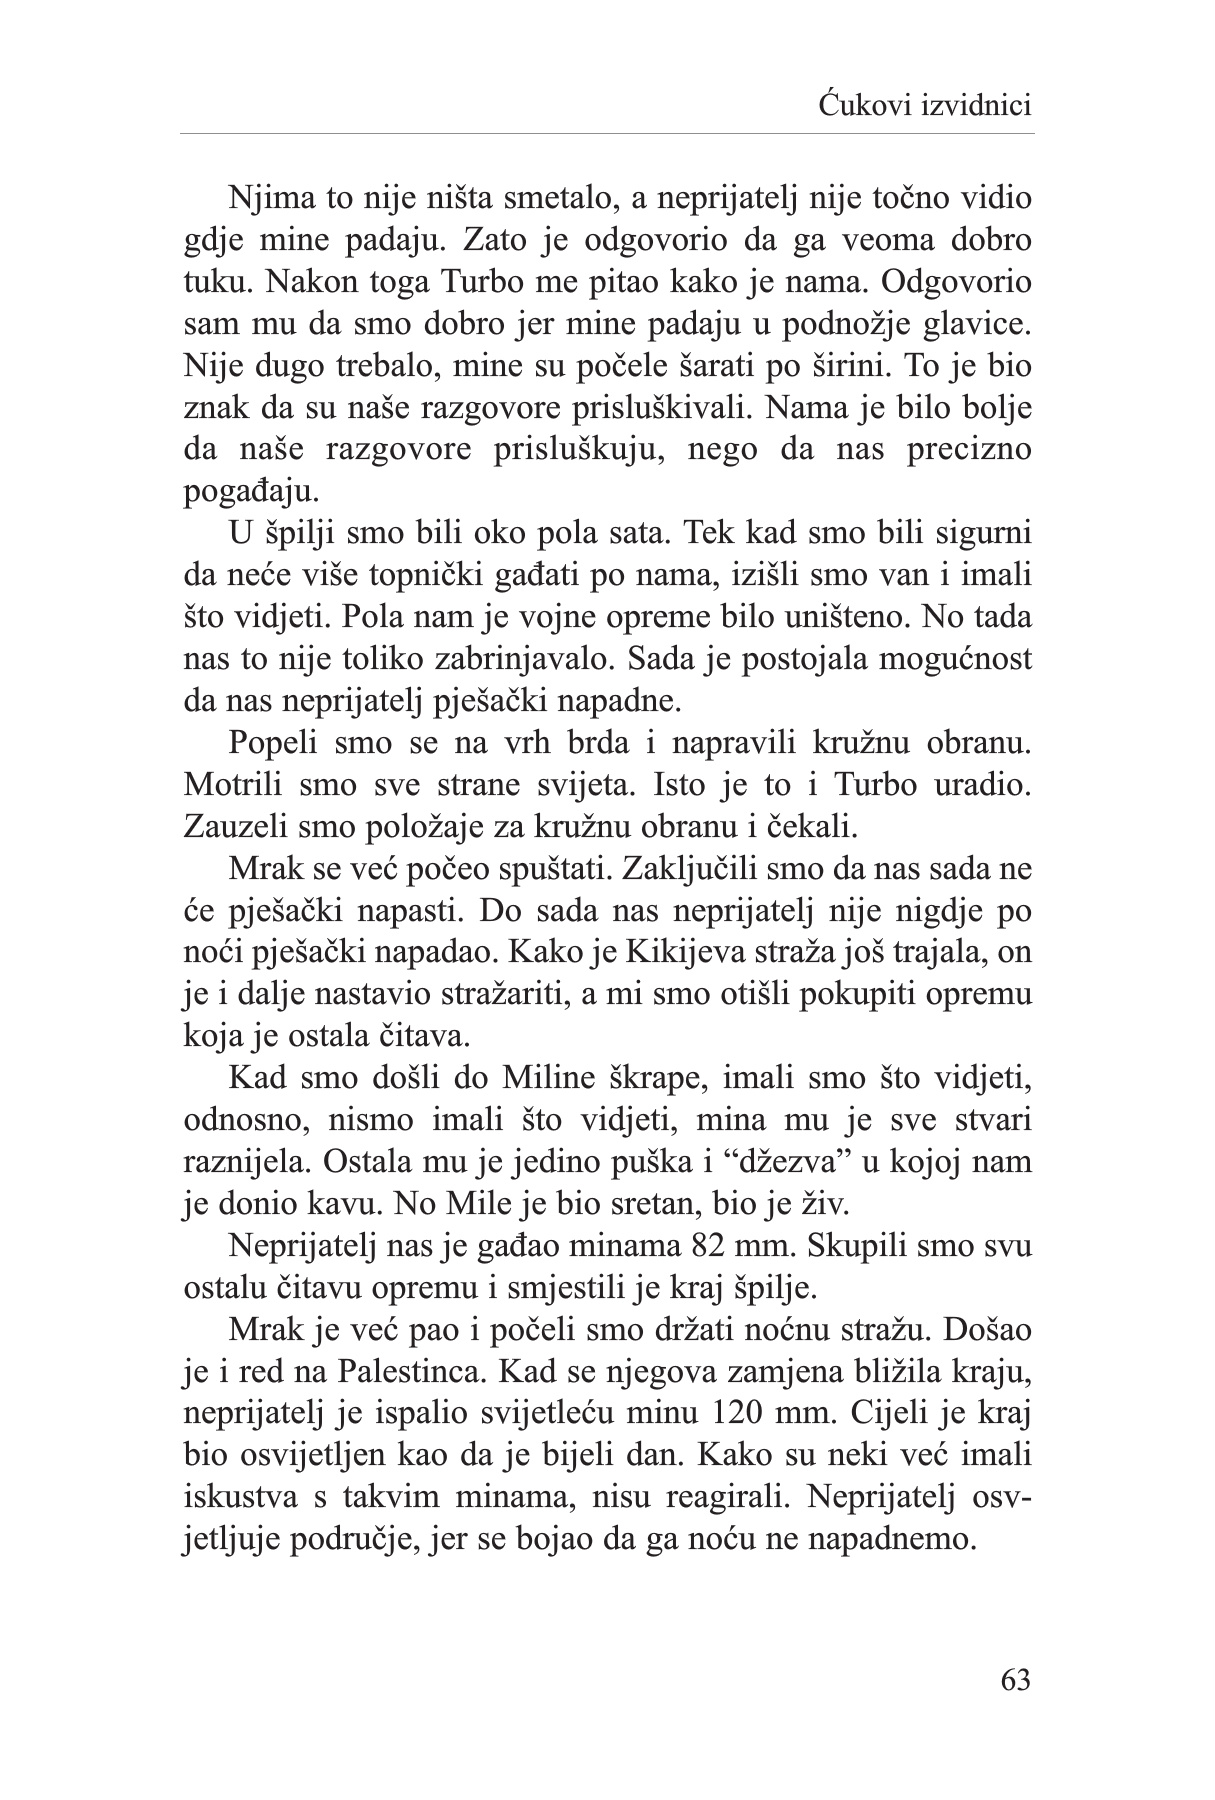 Ćukovi izvidnici
Njima to nije ništa smetalo, a neprijatelj nije točno vidio
gdje mine padaju. Zato je odgovorio da ga veoma dobro
tuku. Nakon toga Turbo me pitao kako je nama. Odgovorio
sam mu da smo dobro jer mine padaju u podnožje glavice.
Nije dugo trebalo, mine su počele šarati po širini. To je bio
znak da su naše razgovore prisluškivali. Nama je bilo bolje
da naše razgovore prisluškuju, nego da nas precizno
pogađaju.
U špilji smo bili oko pola sata. Tek kad smo bili sigurni
da neće više topnički gađati po nama, izišli smo van i imali
što vidjeti. Pola nam je vojne opreme bilo uništeno. No tada
nas to nije toliko zabrinjavalo. Sada je postojala mogućnost
da nas neprijatelj pješački napadne.
Popeli smo se na vrh brda i napravili kružnu obranu.
Motrili smo sve strane svijeta. Isto je to i Turbo uradio.
Zauzeli smo položaje za kružnu obranu i čekali.
Mrak se već počeo spuštati. Zaključili smo da nas sada ne
će pješački napasti. Do sada nas neprijatelj nije nigdje po
noći pješački napadao. Kako je Kikijeva straža još trajala, on
je i dalje nastavio stražariti, a mi smo otišli pokupiti opremu
koja je ostala čitava.
Kad smo došli do Miline škrape, imali smo što vidjeti,
odnosno, nismo imali što vidjeti, mina mu je sve stvari
raznijela. Ostala mu je jedino puška i “džezva” u kojoj nam
je donio kavu. No Mile je bio sretan, bio je živ.
Neprijatelj nas je gađao minama 82 mm. Skupili smo svu
ostalu čitavu opremu i smjestili je kraj špilje.
Mrak je već pao i počeli smo držati noćnu stražu. Došao
je i red na Palestinca. Kad se njegova zamjena bližila kraju,
neprijatelj je ispalio svijetleću minu 120 mm. Cijeli je kraj
bio osvijetljen kao da je bijeli dan. Kako su neki već imali
iskustva s takvim minama, nisu reagirali. Neprijatelj osv-
jetljuje područje, jer se bojao da ga noću ne napadnemo.
63